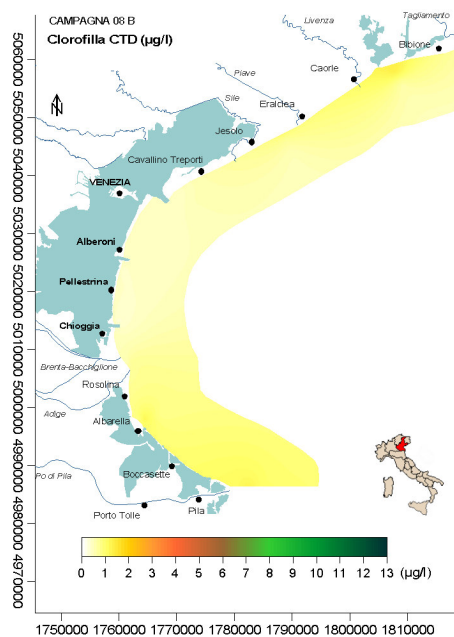 CAMPAGNA 08 B
Clorofilla CTD (µg/l)
Tagliamento
Livenza
Bibione
Caorle
Piave
Eraclea
Sile
Jesolo
Cavallino Treporti
VENEZIA
Alberoni
Pellestrina
Chioggia
Brenta-Bacchiglione
Rosolina
Adige
Albarella
Po di Pila
Boccasette
Porto Tolle
Pila
N
5060000
5050000
5040000
5030000
5020000
5010000
5000000
4990000
4980000
4970000
0 1 2 3 4 5 6 7 8 9 10 11 12 13 (µg/l)
1750000 1760000 1770000 1780000 1790000 1800000 1810000